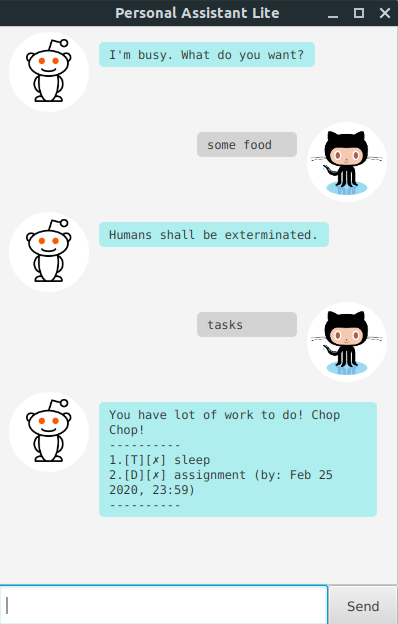 Personal Assistant Lite
I'm busy. What do you want?
some food
Humans shall be exterminated.
tasks
You have lot of work to do! Chop
Chop!
----------
1.[T][✗] sleep
2.[D][✗] assignment (by: Feb 25
2020, 23:59)
----------
Send